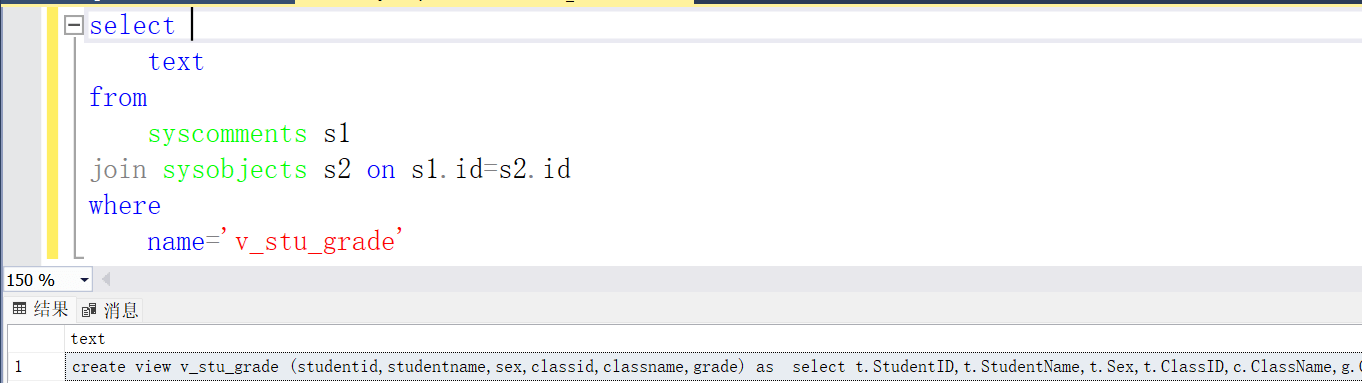 select
text
from
syscomments s1
join sysobjects s2 on s1.id=s2.id
where
name='v_stu_grade'
150 %
结果 消息
text
1 create view v_stu_grade (studentid,studentname,sex,classid,classname,grade) as select t.StudentID,t.StudentName,t.Sex,t.ClassID,c.ClassName,g.